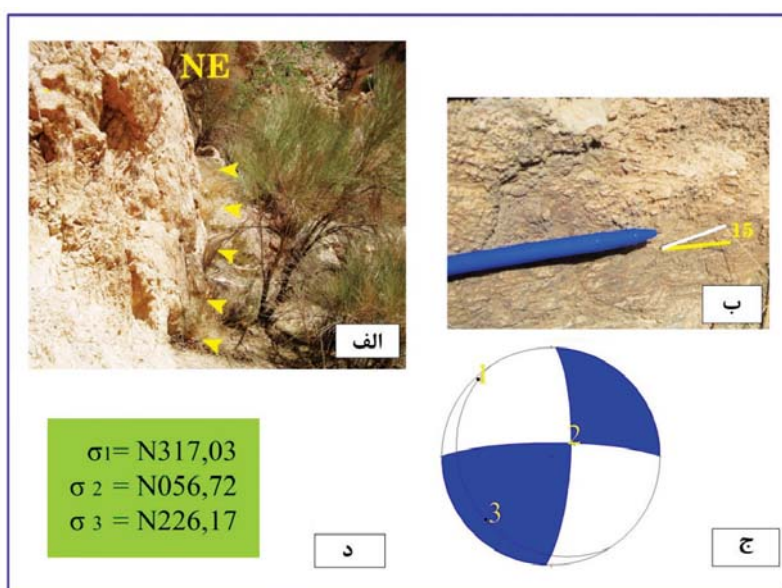 NE
الف
15
ب
σ1= N317,03
σ 2 = N056,72
σ 3 = N226,17
د
1
2
3
ج